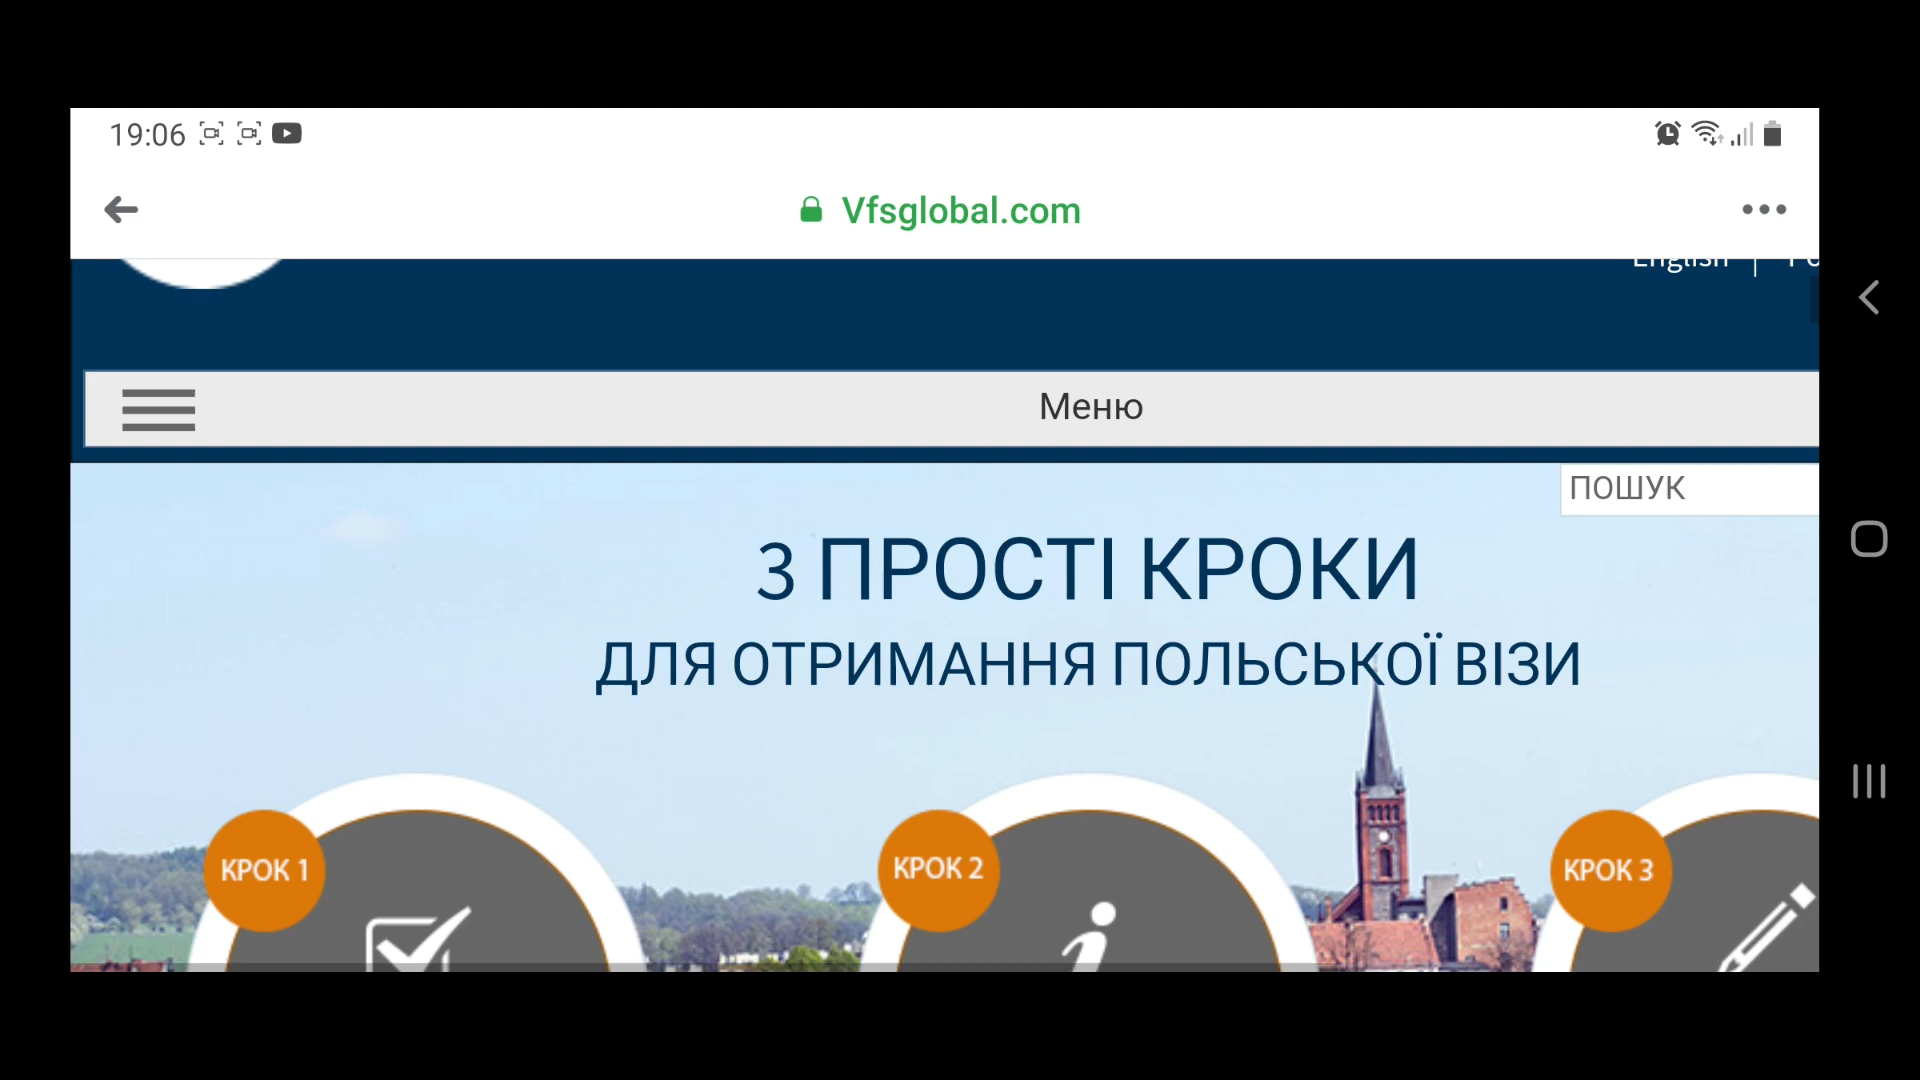 19:06
Vfsglobal.com
English
Меню
ПОШУК
3 ПРОСТІ КРОКИ
ДЛЯ ОТРИМАННЯ ПОЛЬСЬКОЇ ВІЗИ
КРОК 1
КРОК 2
КРОК 3